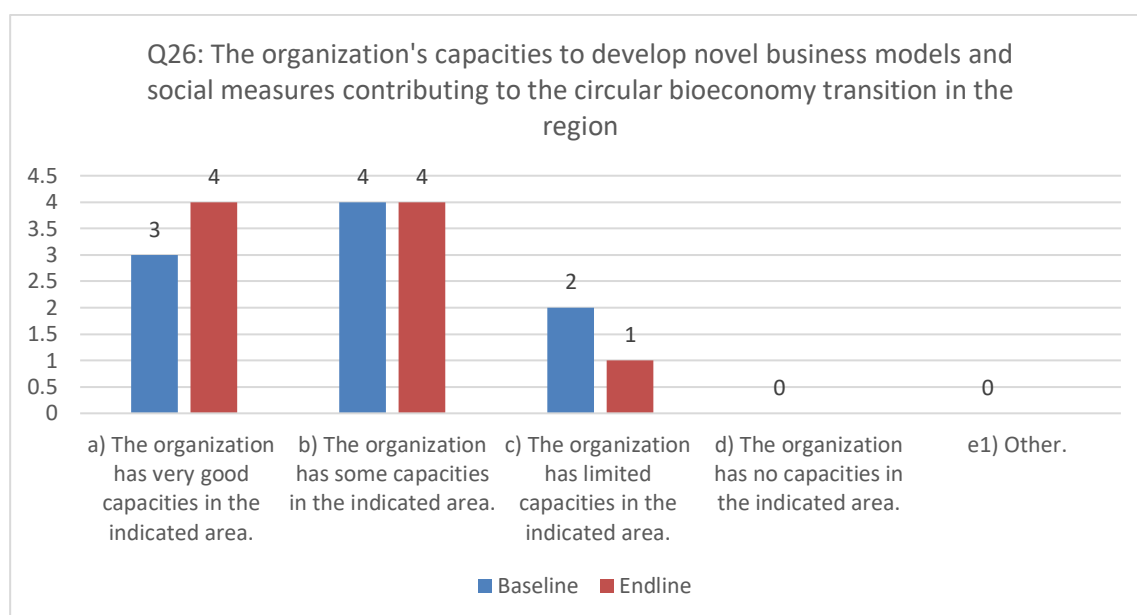 Q26: The organization's capacities to develop novel business models and
social measures contributing to the circular bioeconomy transition in the
region
4.5
4
3.5
3
2.5
2
1.5
1
0.5
0
3
4
4
4
2
1
0
0
a) The organization
has very good
capacities in the
indicated area.
b) The organization
has some capacities
in the indicated area.
c) The organization
has limited
capacities in the
indicated area.
d) The organization
has no capacities in
the indicated area.
e1) Other.
Baseline
Endline